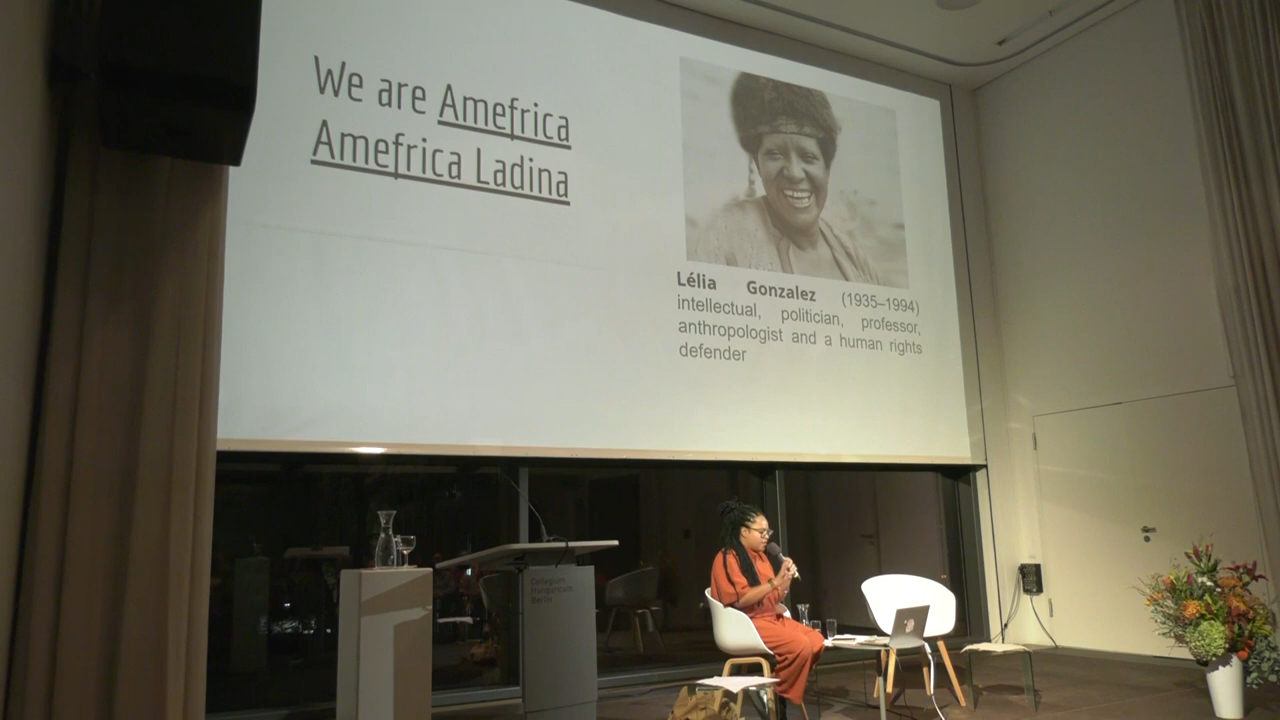 We are Amefrica
Amefrica Ladina
Lélia Gonzalez (1935–1994)
intellectual, politician, professor,
anthropologist and a human rights
defender
Collegium
Hungaricum
Berlin